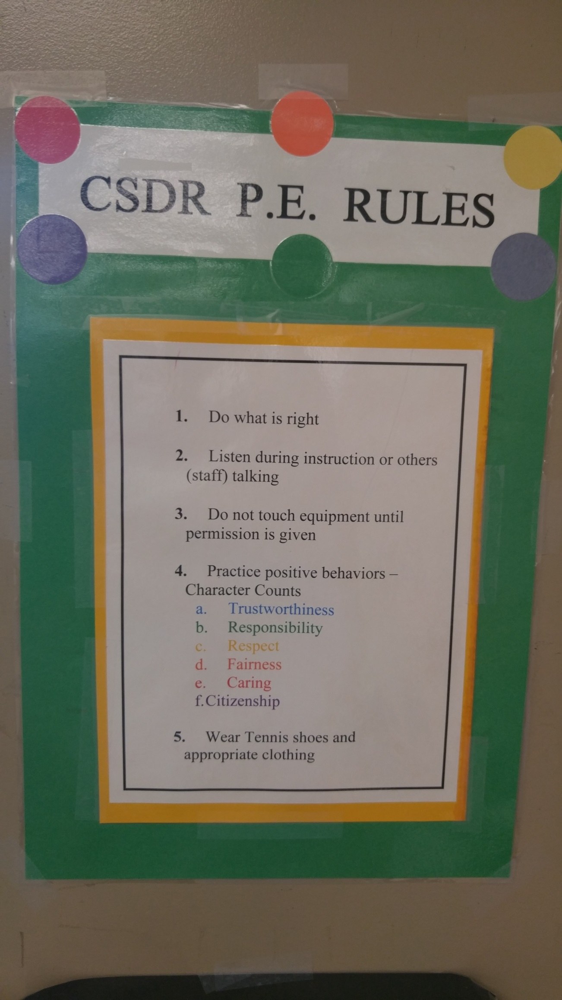 CSDR P.E. RULES
1. Do what is right
2. Listen during instruction or others
(staff) talking
3. Do not touch equipment until
permission is given
4. Practice positive behaviors –
Character Counts
a. Trustworthiness
b. Responsibility
c. Respect
d. Fairness
e. Caring
f.Citizenship
5. Wear Tennis shoes and
appropriate clothing